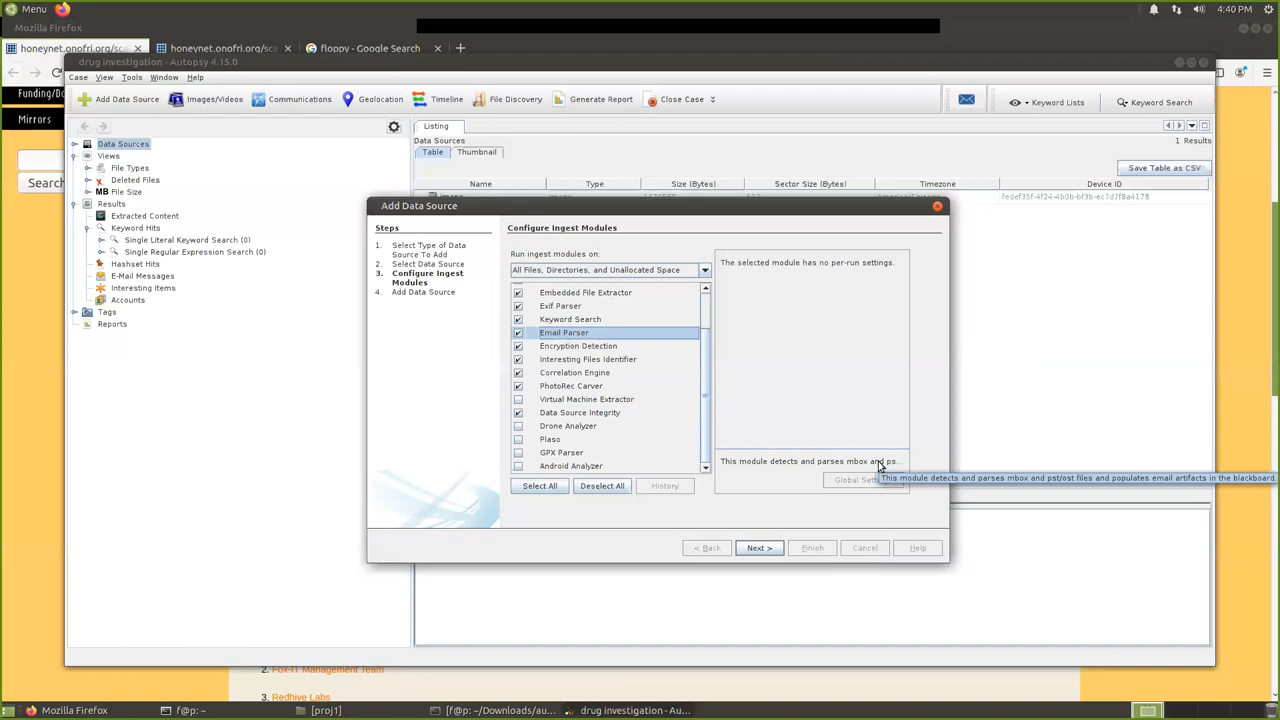 Menu
4:40 PM
Mozilla Firefox
honeynet.onofri.org/sca
honeynet.onofri.org/sca
floppy - Google Search
drug investigation - Autopsy 4.15.0
Case View Tools Window Help
Add Data Source
Images/Videos
Communications
Geolocation
Timeline
File Discovery
Generate Report
Close Case
Keyword Lists
Keyword Search
Funding/Do
Mirrors
Search
Data Sources
Views
File Types
Deleted Files
MB File Size
Results
Extracted Content
Keyword Hits
Single Literal Keyword Search (0)
Single Regular Expression Search (0)
Hashset Hits
E-Mail Messages
Interesting Items
Accounts
Tags
Reports
Listing
Data Sources
1 Results
Table Thumbnail
Save Table as CSV
Name Type Size (Bytes) Sector Size (Bytes) Timezone Device ID
fedef35f-4f24-4b0b-bf3b-ec7d7f8a4178
Add Data Source
Steps
1. Select Type of Data
Source To Add
2. Select Data Source
3. Configure Ingest
Modules
4. Add Data Source
Configure Ingest Modules
Run ingest modules on:
All Files, Directories, and Unallocated Space
Embedded File Extractor
Exif Parser
Keyword Search
Email Parser
Encryption Detection
Interesting Files Identifier
Correlation Engine
PhotoRec Carver
Virtual Machine Extractor
Data Source Integrity
Drone Analyzer
Plaso
GPX Parser
Android Analyzer
Select All
Deselect All
History
The selected module has no per-run settings.
This module detects and parses mbox and ps...
Global Sett
This module detects and parses mbox and pst/ost files and populates email artifacts in the blackboard.
< Back
Next >
Finish
Cancel
Help
2. Fox-IT Management Team
3. Redhive Labs
Mozilla Firefox
f@p: ~
[proj1]
[f@p: ~/Downloads/au...
drug investigation - Au...